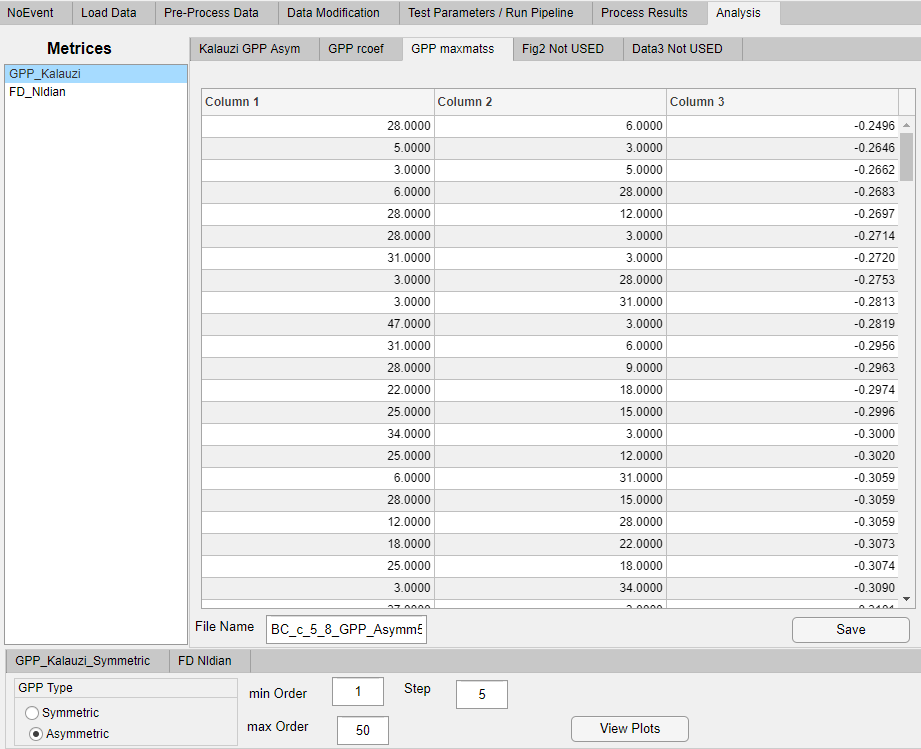 NoEvent Load Data Pre-Process Data Data Modification Test Parameters / Run Pipeline Process Results Analysis
Metrices
GPP_Kalauzi
FD_Nldian
Kalauzi GPP Asym GPP rcoef GPP maxmatss Fig2 Not USED Data3 Not USED
Column 1 Column 2 Column 3
28.0000 6.0000 -0.2496
5.0000 3.0000 -0.2646
3.0000 5.0000 -0.2662
6.0000 28.0000 -0.2683
28.0000 12.0000 -0.2697
28.0000 3.0000 -0.2714
31.0000 3.0000 -0.2720
3.0000 28.0000 -0.2753
3.0000 31.0000 -0.2813
47.0000 3.0000 -0.2819
31.0000 6.0000 -0.2956
28.0000 9.0000 -0.2963
22.0000 18.0000 -0.2974
25.0000 15.0000 -0.2996
34.0000 3.0000 -0.3000
25.0000 12.0000 -0.3020
6.0000 31.0000 -0.3059
28.0000 15.0000 -0.3059
12.0000 28.0000 -0.3059
18.0000 22.0000 -0.3073
25.0000 18.0000 -0.3074
3.0000 34.0000 -0.3090
File Name BC_c_5_8_GPP_Asymm5 Save
GPP_Kalauzi_Symmetric FD Nldian
GPP Type
Symmetric
Asymmetric
min Order 1 Step 5
max Order 50 View Plots